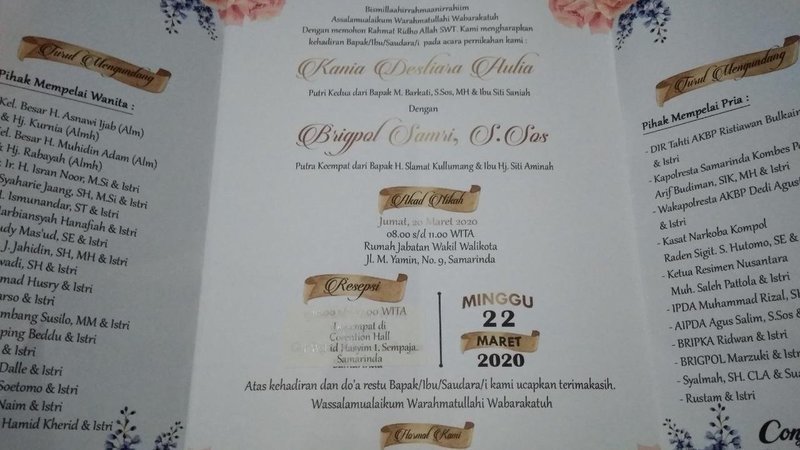 Turut Mengundang
Pihak Mempelai Wanita :
Kel. Besar H. Asnawi Ijab (Alm)
& Hj. Kurnia (Almh)
Kel. Besar H. Muhidin Adam (Alm)
& Hj. Rabayah (Almh)
Ir. H. Isran Noor, M.Si & Istri
Syaharie Jaang, SH, M.Si & Istri
Ismunandar, ST & Istri
Hanafiah & Istri
Mas'ud, SE & Istri
J. Jahidin, SH, MH & Istri
SH & Istri
Husry & Istri
& Istri
Susilo, MM & Istri
Beddu & Istri
& Istri
Dalle & Istri
Soetomo & Istri
Naim & Istri
Hamid Kherid & Istri
Bismillaahirrahmaanirrahim
Assalamualaikum Warahmatullahi Wabarakatuh
Dengan memohon Rahmat Ridho Allah SWT. Kami mengharapkan
kehadiran Bapak/Ibu/Saudara/i pada acara pernikahan kami :
Kania Desliara Aulia
Putri Kedua dari Bapak M. Barkati, S.Sos, MH & Ibu Siti Saniah
Dengan
Brigpol Samri, S.Sos
Putra Keempat dari Bapak H. Slamat Kullumang & Ibu Hj. Siti Aminah
Akad Nikah
Jumat, 20 Maret 2020
08.00 s/d 11.00 WITA
Rumah Jabatan Wakil Walikota
Jl. M. Yamin, No. 9, Samarinda
Resepsi
WITA
di
Hall
Hasyim I, Sempaja.
Samarinda
MINGGU
22
MARET
2020
Atas kehadiran dan do'a restu Bapak/Ibu/Saudara/i kami ucapkan terimakasih.
Wassalamualaikum Warahmatullahi Wabarakatuh
Hormat Kami
Turut Mengundang
Pihak Mempelai Pria :
- DIR Tahti AKBP Ristiawan
& Istri
- Kapolresta Samarinda Kombes
Arif Budiman, SIK, MH & Istri
- Wakapolresta AKBP Dedi
& Istri
- Kasat Narkoba Kompol
Raden Sigit. S. Hutomo, SE &
- Ketua Resimen Nusantara
Muh. Saleh Pattola & Istri
- IPDA Muhammad Rizal,
- AIPDA Agus Salim, S.Sos &
- BRIPKA Ridwan & Istri
- BRIGPOL Marzuki & Istri
- Syalmah, SH. CLA &
- Rustam & Istri